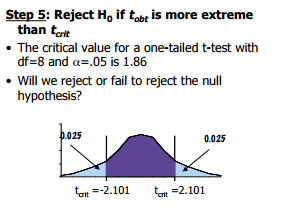 Step 5: Reject H₀ if tobt is more extreme
than tcrit
• The critical value for a one-tailed t-test with
df=8 and α=.05 is 1.86
• Will we reject or fail to reject the null
hypothesis?
0.025 0.025
tcrit =-2.101 tcrit =2.101